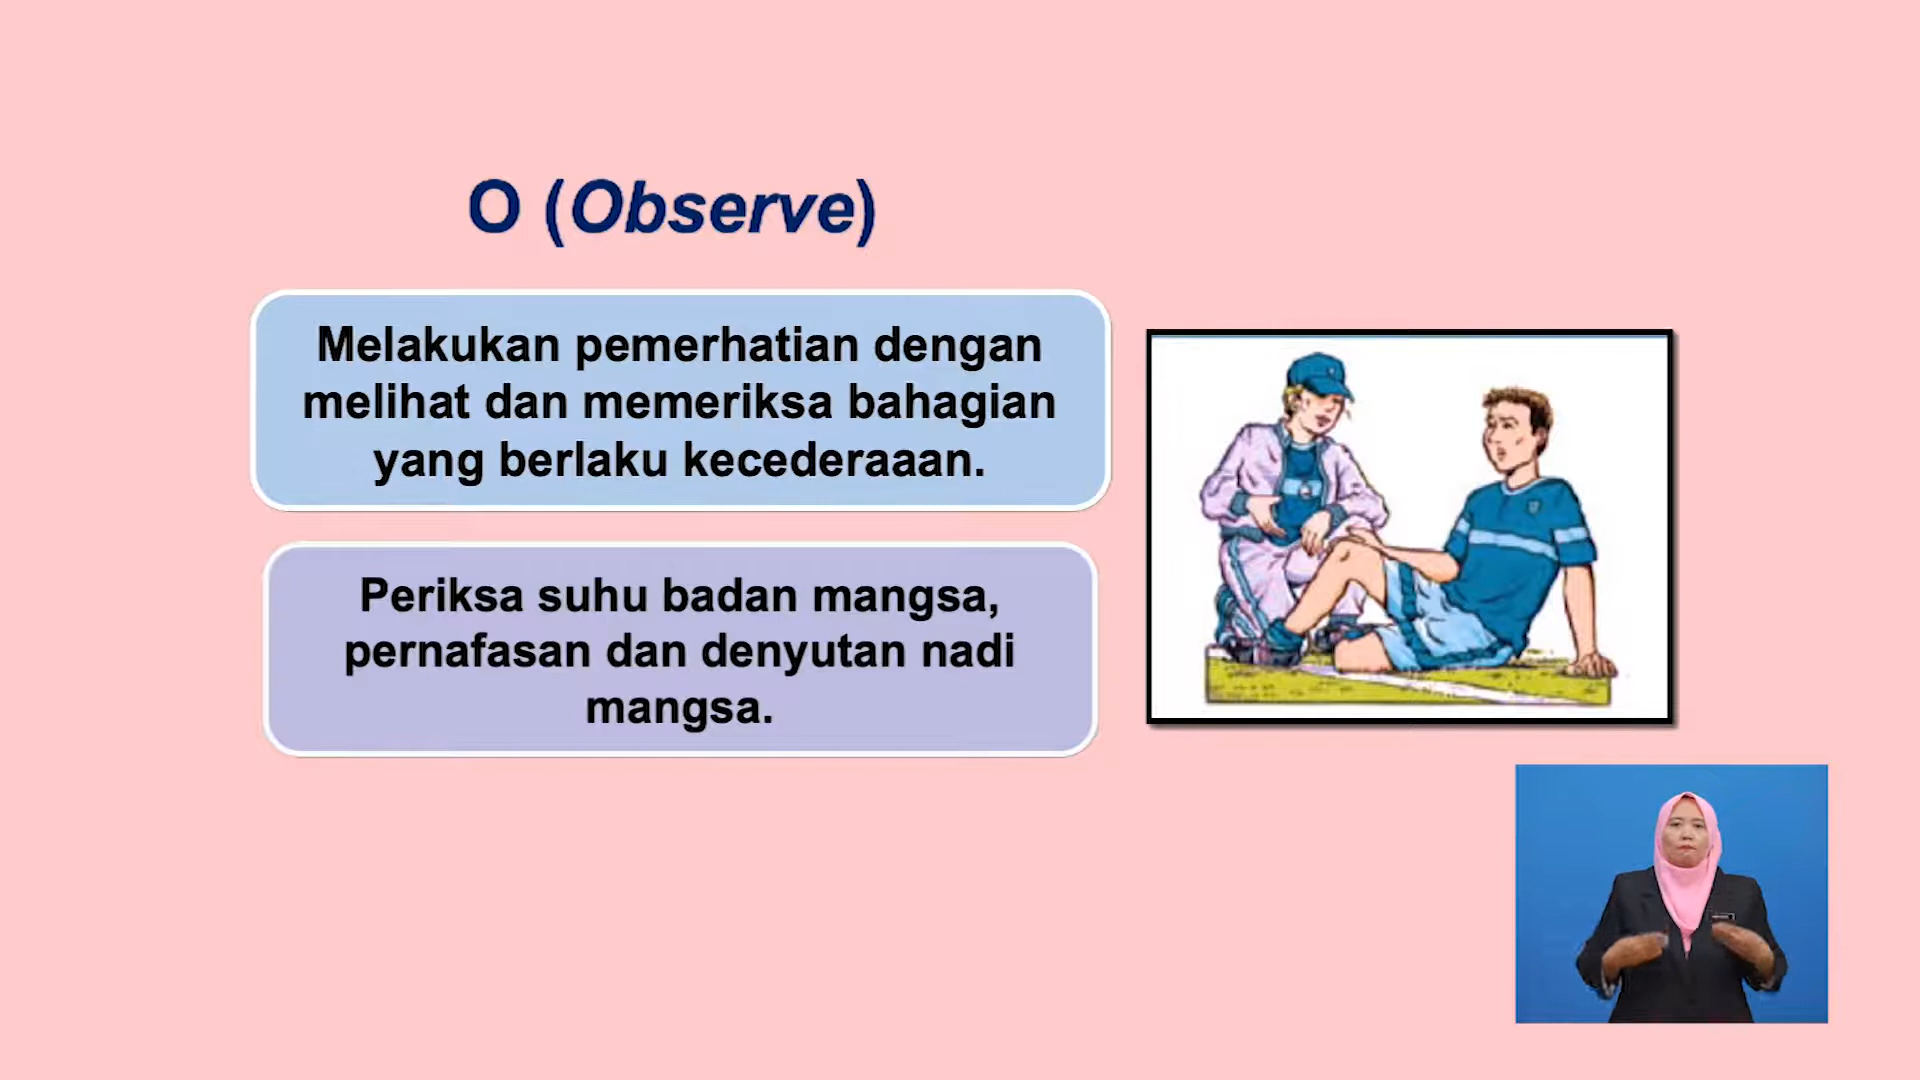 O (Observe)
Melakukan pemerhatian dengan
melihat dan memeriksa bahagian
yang berlaku kecederaaan.
Periksa suhu badan mangsa,
pernafasan dan denyutan nadi
mangsa.